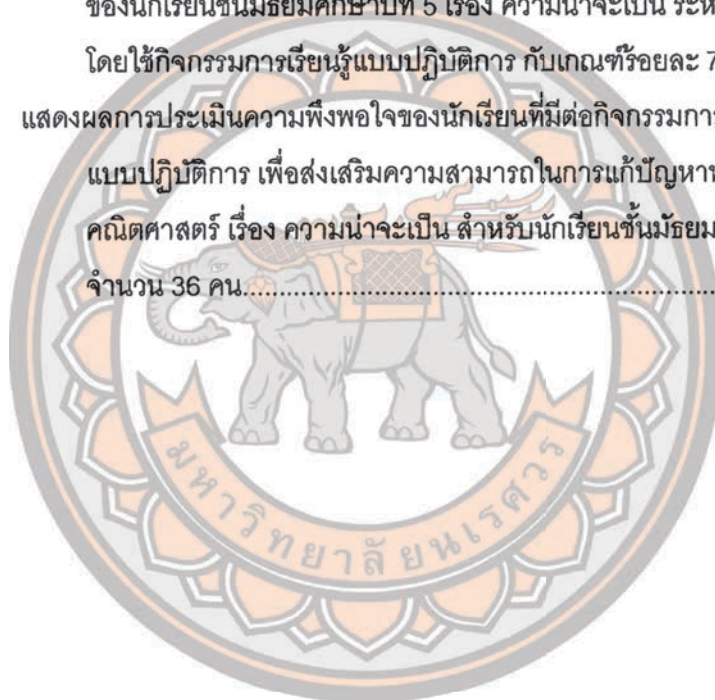 ของนักเรียนชั้นมัธยมศึกษาปีที่ 5 เรื่อง ความน่าจะเป็น ระห
โดยใช้กิจกรรมการเรียนรู้แบบปฏิบัติการ กับเกณฑ์ร้อยละ 7
แสดงผลการประเมินความพึงพอใจของนักเรียนที่มีต่อกิจกรรมการ
แบบปฏิบัติการ เพื่อส่งเสริมความสามารถในการแก้ปัญหาท
คณิตศาสตร์ เรื่อง ความน่าจะเป็น สำหรับนักเรียนชั้นมัธยม
จำนวน 36 คน........................................................
มหาวิทยาลัยนเรศวร